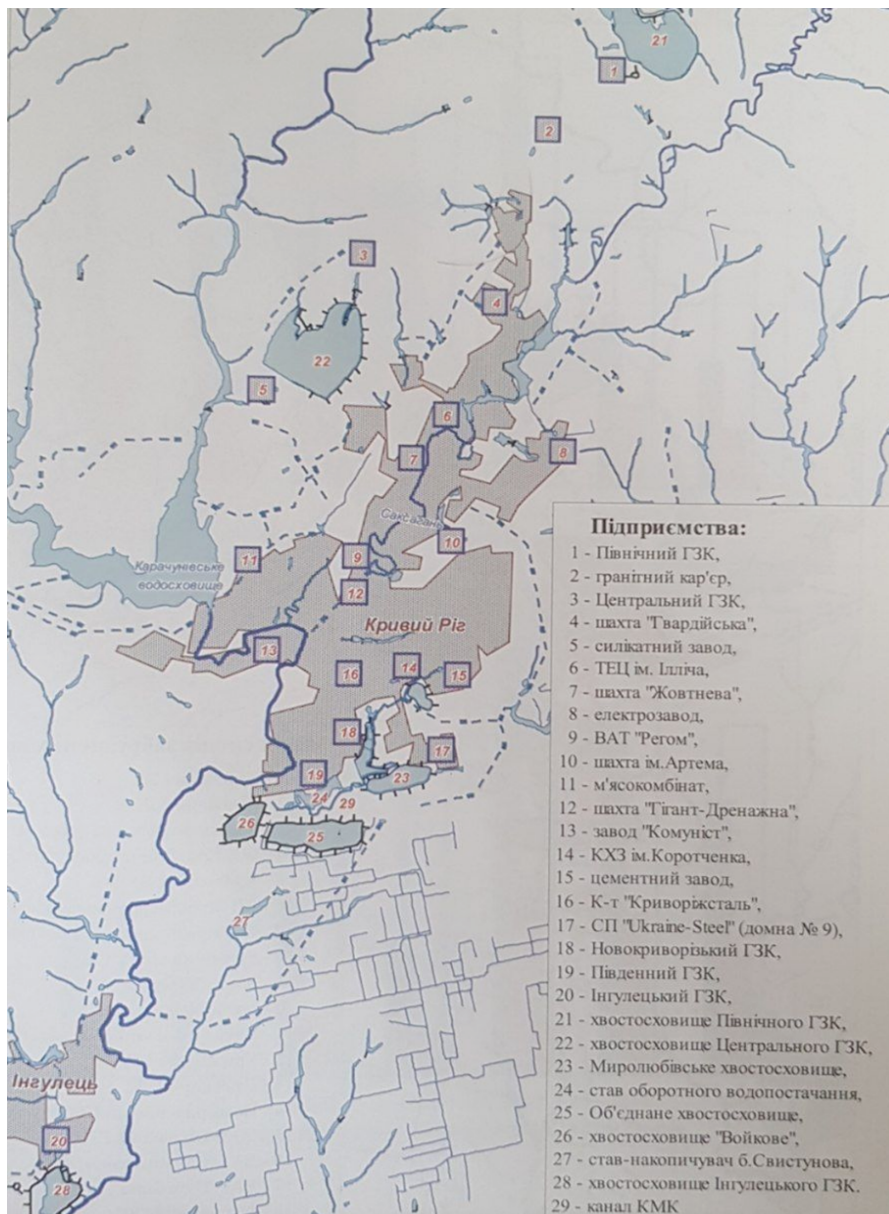 21
1
2
3
4
22
5
6
7
8
Саксагань
10
9
11
Карачунівське
водосховище
12
Кривий Ріг
13
14
16
15
18
17
19
23
24
29
26
25
27
Інгулець
20
28
Підприємства:
1 - Північний ГЗК,
2 - гранітний кар'єр,
3 - Центральний ГЗК,
4 - шахта "Гвардійська",
5 - силікатний завод,
6 - ТЕЦ ім. Ілліча,
7 - шахта "Жовтнева",
8 - електрозавод,
9 - ВАТ "Регом",
10 - шахта ім.Артема,
11 - м'ясокомбінат,
12 - шахта "Гігант-Дренажна",
13 - завод "Комуніст",
14 - КХЗ ім.Коротченка,
15 - цементний завод,
16 - К-т "Криворіжсталь",
17 - СП "Ukraine-Steel" (домна № 9),
18 - Новокриворізький ГЗК,
19 - Південний ГЗК,
20 - Інгулецький ГЗК,
21 - хвостосховище Північного ГЗК,
22 - хвостосховище Центрального ГЗК,
23 - Миролюбівське хвостосховище,
24 - став оборотного водопостачання,
25 - Об'єднане хвостосховище,
26 - хвостосховище "Войкове",
27 - став-накопичувач б.Свистунова,
28 - хвостосховище Інгулецького ГЗК.
29 - канал КМК